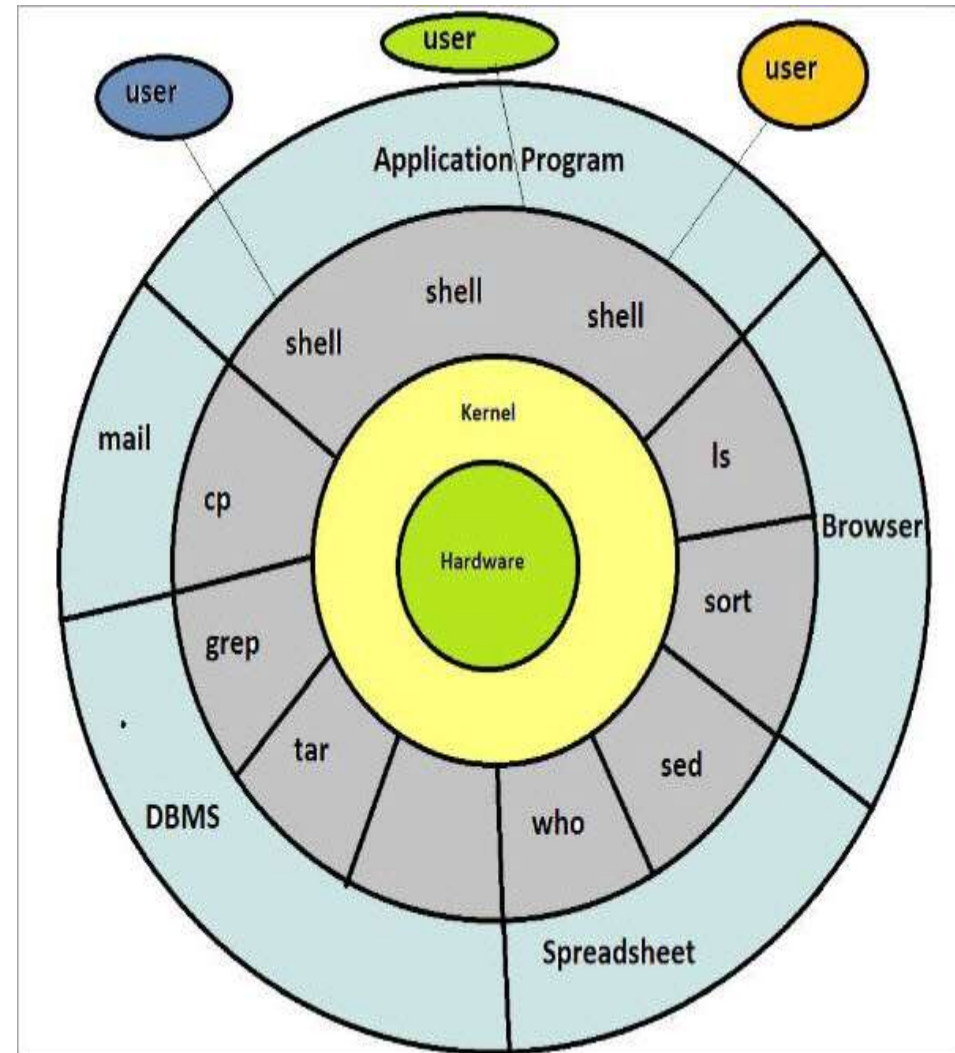 user
user
user
Application Program
shell
shell
shell
Kernel
mail
ls
cp
Browser
Hardware
sort
grep
tar
sed
DBMS
who
Spreadsheet